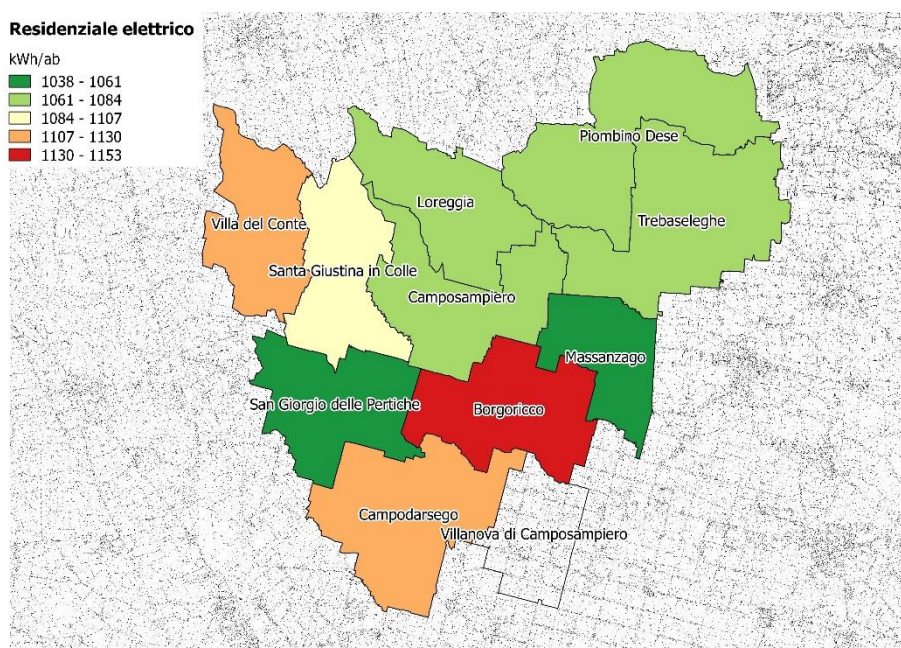 Residenziale elettrico
kWh/ab
1038 - 1061
1061 - 1084
1084 - 1107
1107 - 1130
1130 - 1153
Piombino Dese
Loreggia
Trebaseleghe
Villa del Conte
Santa Giustina in Colle
Camposampiero
Massanzago
San Giorgio delle Pertiche
Borgoricco
Campodarsego
Villanova di Camposampiero